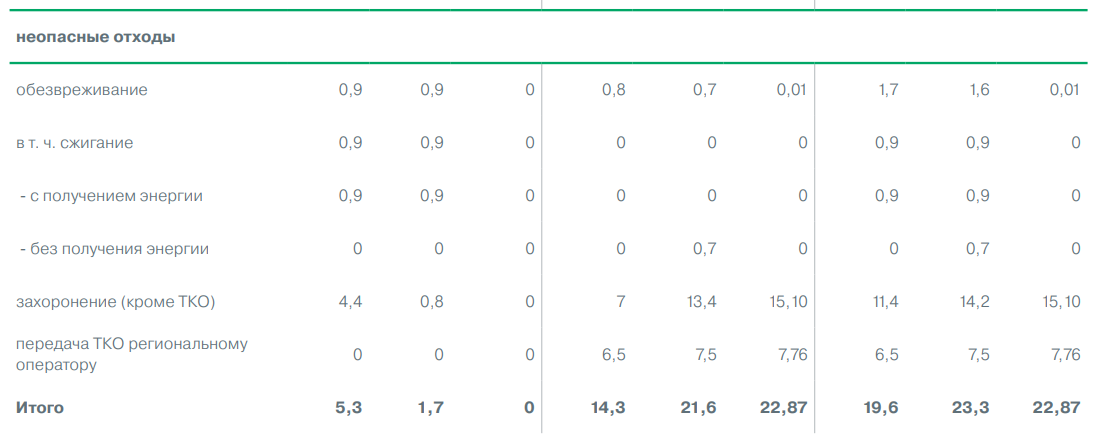 неопасные отходы
обезвреживание 0,9 0,9 0 0,8 0,7 0,01 1,7 1,6 0,01
в т. ч. сжигание 0,9 0,9 0 0 0 0 0,9 0,9 0
- с получением энергии 0,9 0,9 0 0 0 0 0,9 0,9 0
- без получения энергии 0 0 0 0 0,7 0 0 0,7 0
захоронение (кроме ТКО) 4,4 0,8 0 7 13,4 15,10 11,4 14,2 15,10
передача ТКО региональному
оператору 0 0 0 6,5 7,5 7,76 6,5 7,5 7,76
Итого 5,3 1,7 0 14,3 21,6 22,87 19,6 23,3 22,87